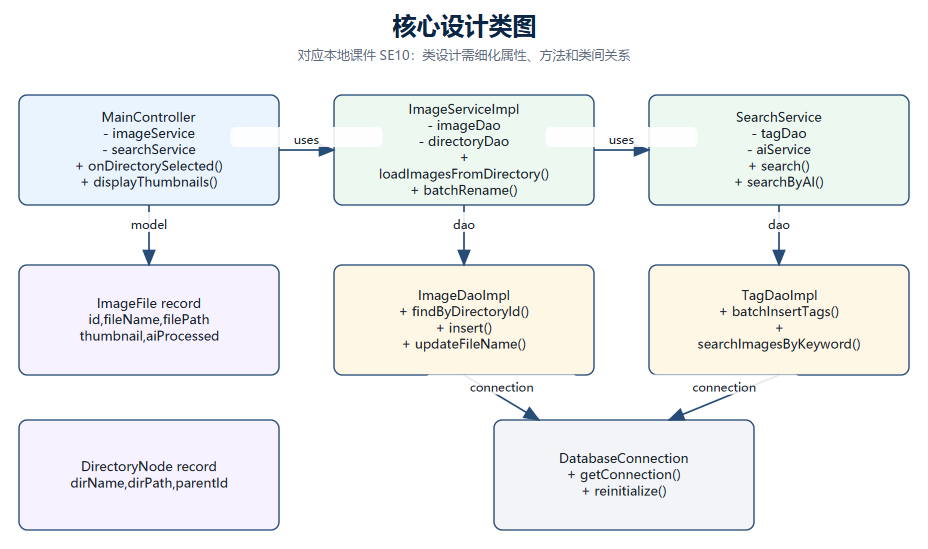 核心设计类图
对应本地课件 SE10：类设计需细化属性、方法和类间关系
MainController
- imageService
- searchService
+ onDirectorySelected()
+ displayThumbnails()
uses
ImageServiceImpl
- imageDao
- directoryDao
+
loadImagesFromDirectory()
+ batchRename()
uses
SearchService
- tagDao
- aiService
+ search()
+ searchByAI()
model
dao
dao
ImageFile record
id,fileName,filePath
thumbnail,aiProcessed
ImageDaoImpl
+ findByDirectoryId()
+ insert()
+ updateFileName()
TagDaoImpl
+ batchInsertTags()
+
searchImagesByKeyword()
connection
connection
DirectoryNode record
dirName,dirPath,parentId
DatabaseConnection
+ getConnection()
+ reinitialize()